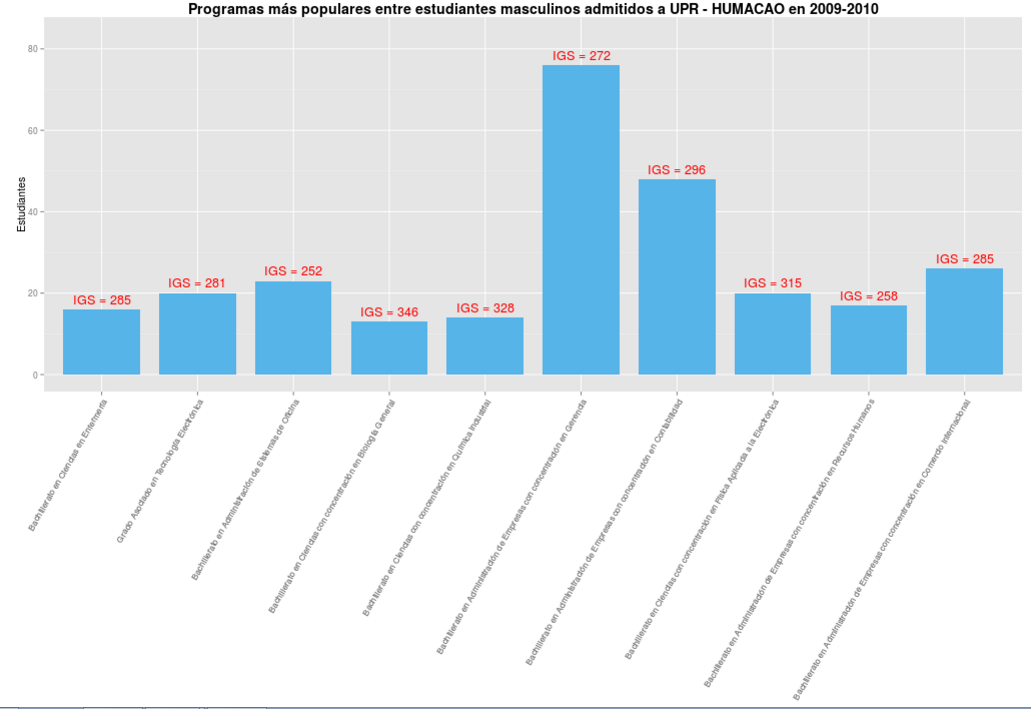 Programas más populares entre estudiantes masculinos admitidos a UPR - HUMACAO en 2009-2010
Estudiantes
80
60
40
20
0
IGS = 285
IGS = 281
IGS = 252
IGS = 346
IGS = 328
IGS = 272
IGS = 296
IGS = 315
IGS = 258
IGS = 285
Bachillerato en Ciencias en Enfermería
Grado Asociado en Tecnología Electrónica
Bachillerato en Administración de Sistemas de Oficina
Bachillerato en Ciencias con concentración en Biología General
Bachillerato en Ciencias con concentración en Química Industrial
Bachillerato en Administración de Empresas con concentración en Gerencia
Bachillerato en Administración de Empresas con concentración en Contabilidad
Bachillerato en Ciencias con concentración en Física Aplicada a la Electrónica
Bachillerato en Administración de Empresas con concentración en Recursos Humanos
Bachillerato en Administración de Empresas con concentración en Comercio Internacional